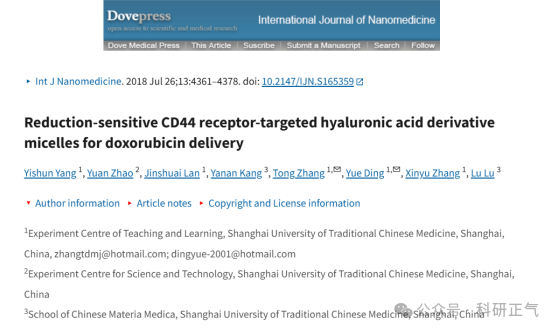 Dovepress
open access to scientific and medical research
International Journal of Nanomedicine
Dove Medical Press | This Article | Suscribe | Submit a Manuscript | Search | Follow
▸ Int J Nanomedicine. 2018 Jul 26;13:4361–4378. doi: 10.2147/IJN.S165359
Reduction-sensitive CD44 receptor-targeted hyaluronic acid derivative
micelles for doxorubicin delivery
Yishun Yang 1, Yuan Zhao 2, Jinshuai Lan 1, Yanan Kang 3, Tong Zhang 1,✉, Yue Ding 1,✉, Xinyu Zhang 1, Lu Lu 3
▾ Author information ▸ Article notes ▸ Copyright and License information
1Experiment Centre of Teaching and Learning, Shanghai University of Traditional Chinese Medicine, Shanghai,
China, zhangtdmj@hotmail.com; dingyue-2001@hotmail.com
2Experiment Centre for Science and Technology, Shanghai University of Traditional Chinese Medicine, Shanghai,
China
3School of Chinese Materia Medica, Shanghai University of Traditional Chinese Medicine, Shanghai, China
公众号 · 科研正气